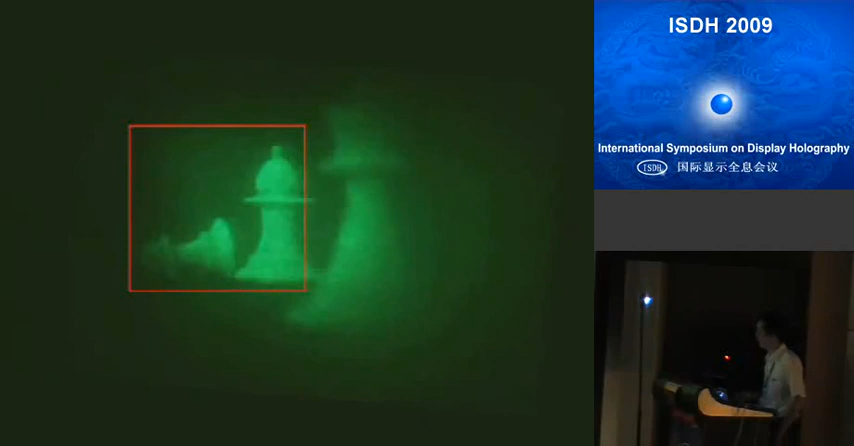 ISDH 2009
International Symposium on Display Holography
ISDH 国际显示全息会议